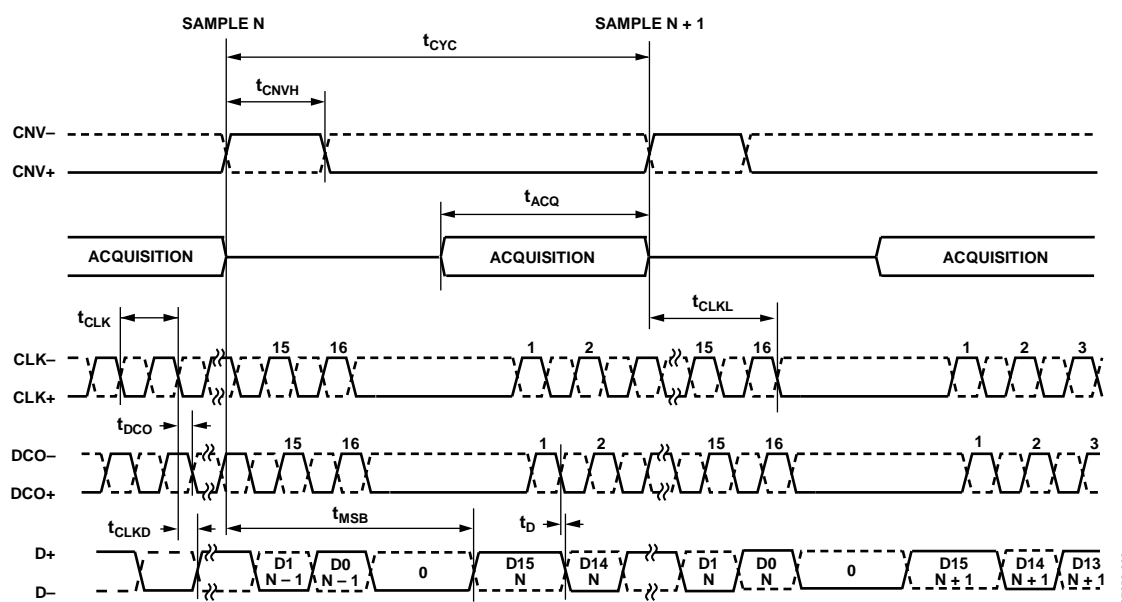 SAMPLE N SAMPLE N + 1
tCYC
tCNVH
CNV–
CNV+
tACQ
ACQUISITION ACQUISITION ACQUISITION
tCLK tCLKL
CLK–
CLK+
15 16 1 2 15 16 1 2 3
tDCO
DCO–
DCO+
15 16 1 2 15 16 1 2 3
tCLKD tMSB tD
D+
D–
D1 N – 1 D0 N – 1 0 D15 N D14 N D1 N D0 N 0 D15 N + 1 D14 N + 1 D13 N + 1